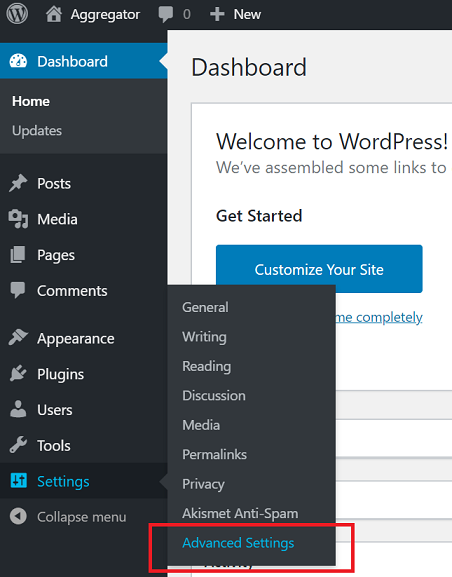 Aggregator 0 New
Dashboard
Home
Updates
Posts
Media
Pages
Comments
Appearance
Plugins
Users
Tools
Settings
Collapse menu
Dashboard
Welcome to WordPress!
We've assembled some links to
Get Started
Customize Your Site
me completely
General
Writing
Reading
Discussion
Media
Permalinks
Privacy
Akismet Anti-Spam
Advanced Settings